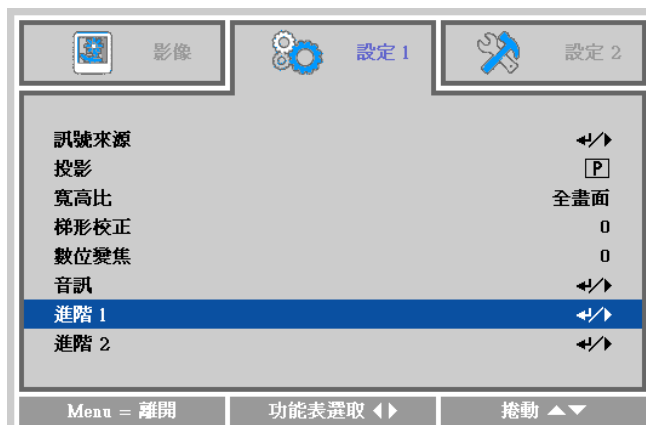 影像 設定 1 設定 2
訊號來源 ↵/▶
投影 P
寬高比 全畫面
梯形校正 0
數位變焦 0
音訊 ↵/▶
進階 1 ↵/▶
進階 2 ↵/▶
Menu = 離開 功能表選取 ◀▶ 捲動 ▲▼